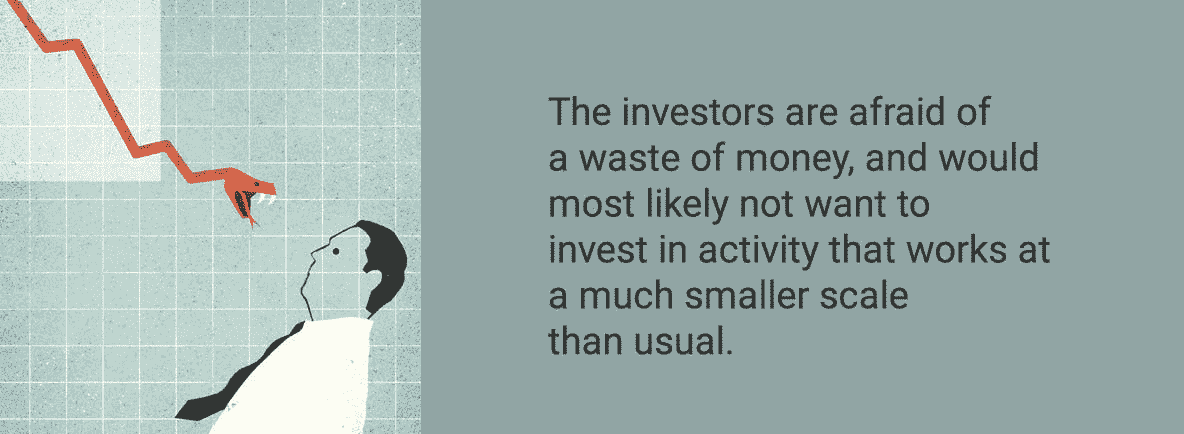 The investors are afraid of
a waste of money, and would
most likely not want to
invest in activity that works at
a much smaller scale
than usual.